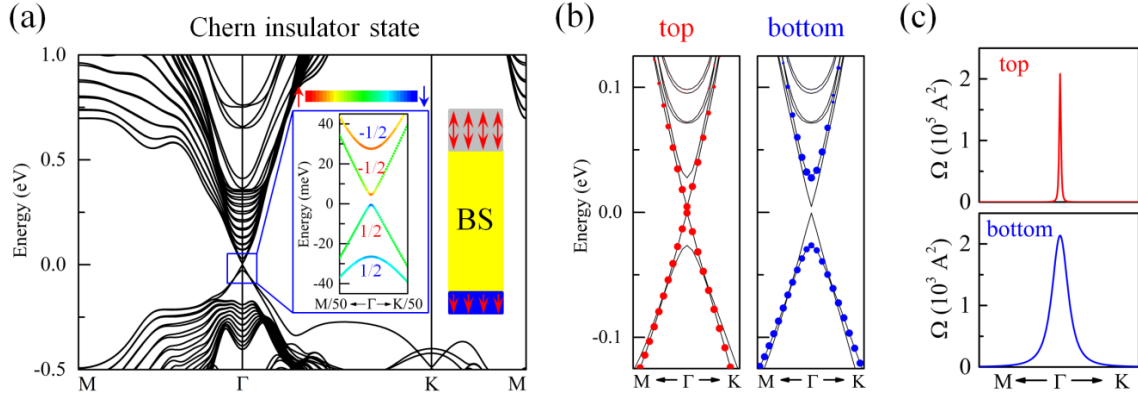 (a)
Chern insulator state
1.0
0.5
0.0
-0.5
Energy (eV)
M
Γ
K
M
40
20
0
-20
-40
Energy (meV)
-1/2
-1/2
1/2
1/2
M/50 ←Γ→ K/50
BS
(b)
top
bottom
0.1
0.0
-0.1
Energy (eV)
M ← Γ → K
M ← Γ → K
(c)
top
2
1
0
Ω (10⁵ A²)
bottom
2
1
0
Ω (10³ A²)
M ← Γ → K